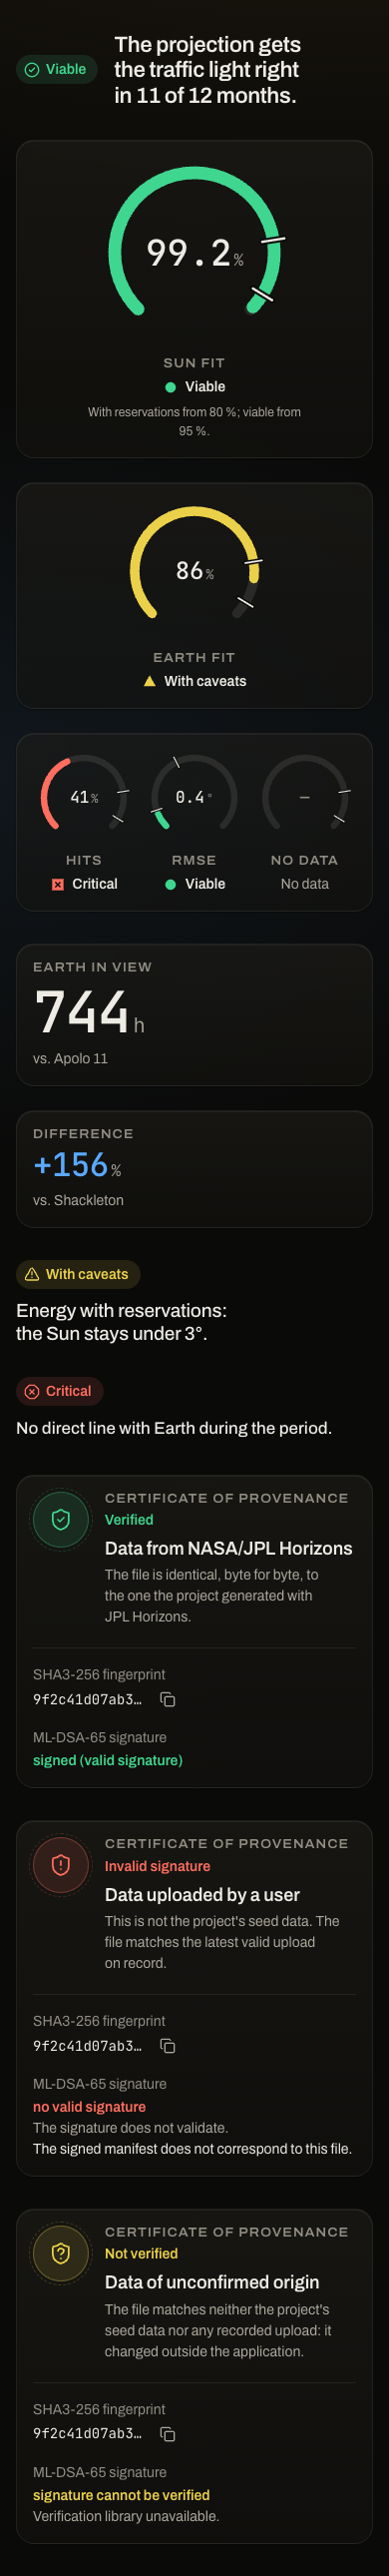 Viable
The projection gets
the traffic light right
in 11 of 12 months.
99.2%
SUN FIT
Viable
With reservations from 80 %; viable from
95 %.
86%
EARTH FIT
With caveats
41%
HITS
Critical
0.4°
RMSE
Viable
—
NO DATA
No data
EARTH IN VIEW
744 h
vs. Apolo 11
DIFFERENCE
+156 %
vs. Shackleton
With caveats
Energy with reservations:
the Sun stays under 3°.
Critical
No direct line with Earth during the period.
CERTIFICATE OF PROVENANCE
Verified
Data from NASA/JPL Horizons
The file is identical, byte for byte, to
the one the project generated with
JPL Horizons.
SHA3-256 fingerprint
9f2c41d07ab3…
ML-DSA-65 signature
signed (valid signature)
CERTIFICATE OF PROVENANCE
Invalid signature
Data uploaded by a user
This is not the project's seed data. The
file matches the latest valid upload
on record.
SHA3-256 fingerprint
9f2c41d07ab3…
ML-DSA-65 signature
no valid signature
The signature does not validate.
The signed manifest does not correspond to this file.
CERTIFICATE OF PROVENANCE
Not verified
Data of unconfirmed origin
The file matches neither the project's
seed data nor any recorded upload: it
changed outside the application.
SHA3-256 fingerprint
9f2c41d07ab3…
ML-DSA-65 signature
signature cannot be verified
Verification library unavailable.